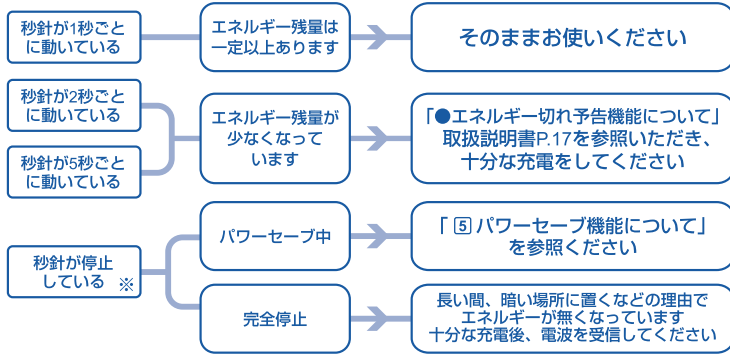 秒針が1秒ごと
に動いている
エネルギー残量は
一定以上あります
そのままお使いください
秒針が2秒ごと
に動いている
秒針が5秒ごと
に動いている
エネルギー残量が
少なくなって
います
「●エネルギー切れ予告機能について」
取扱説明書P.17を参照いただき、
十分な充電をしてください
秒針が停止
している ※
パワーセーブ中
「5パワーセーブ機能について」
を参照ください
完全停止
長い間、暗い場所に置くなどの理由で
エネルギーが無くなっています
十分な充電後、電波を受信してください